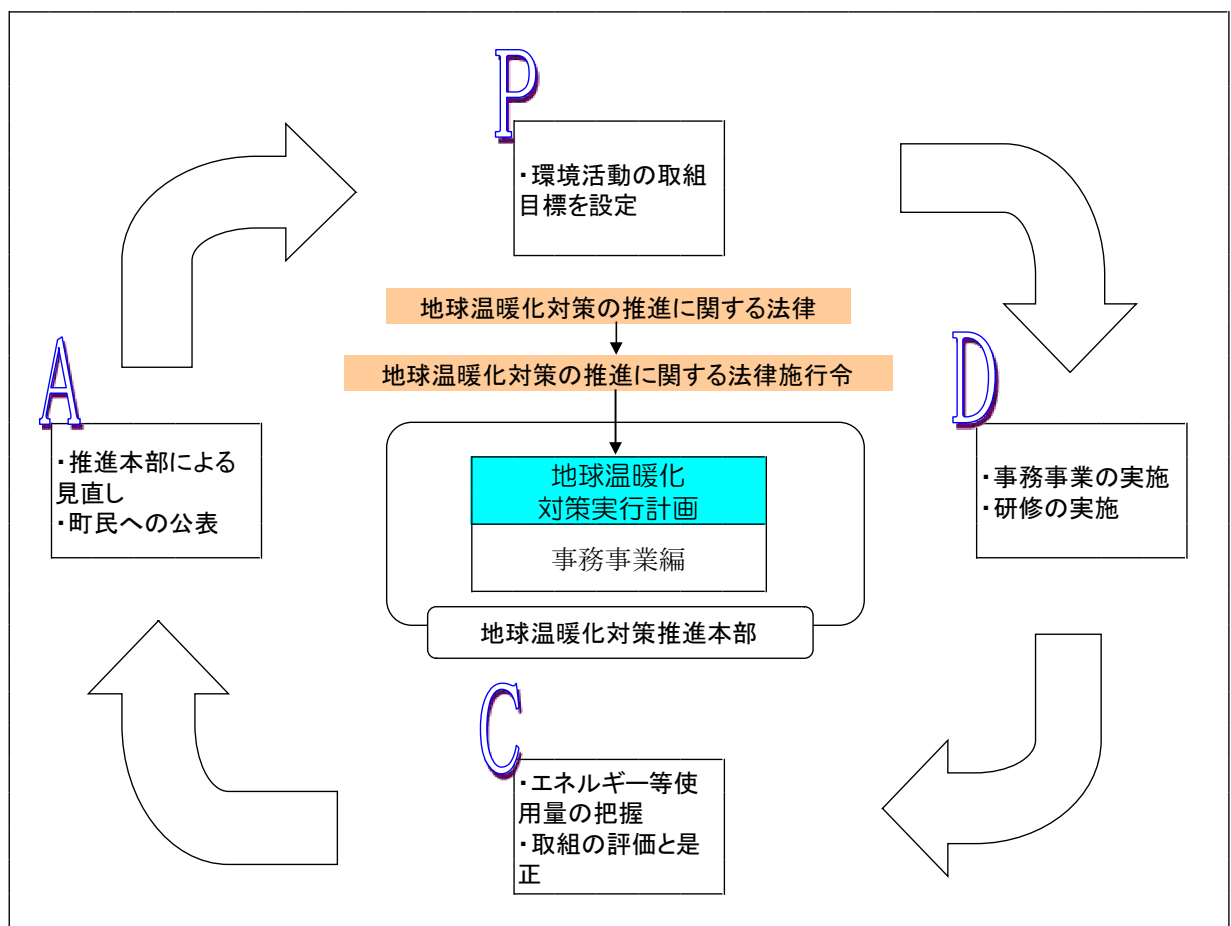 P
・環境活動の取組
目標を設定
地球温暖化対策の推進に関する法律
地球温暖化対策の推進に関する法律施行令
A
・推進本部による
見直し
・町民への公表
地球温暖化
対策実行計画
事務事業編
地球温暖化対策推進本部
D
・事務事業の実施
・研修の実施
C
・エネルギー等使
用量の把握
・取組の評価と是
正